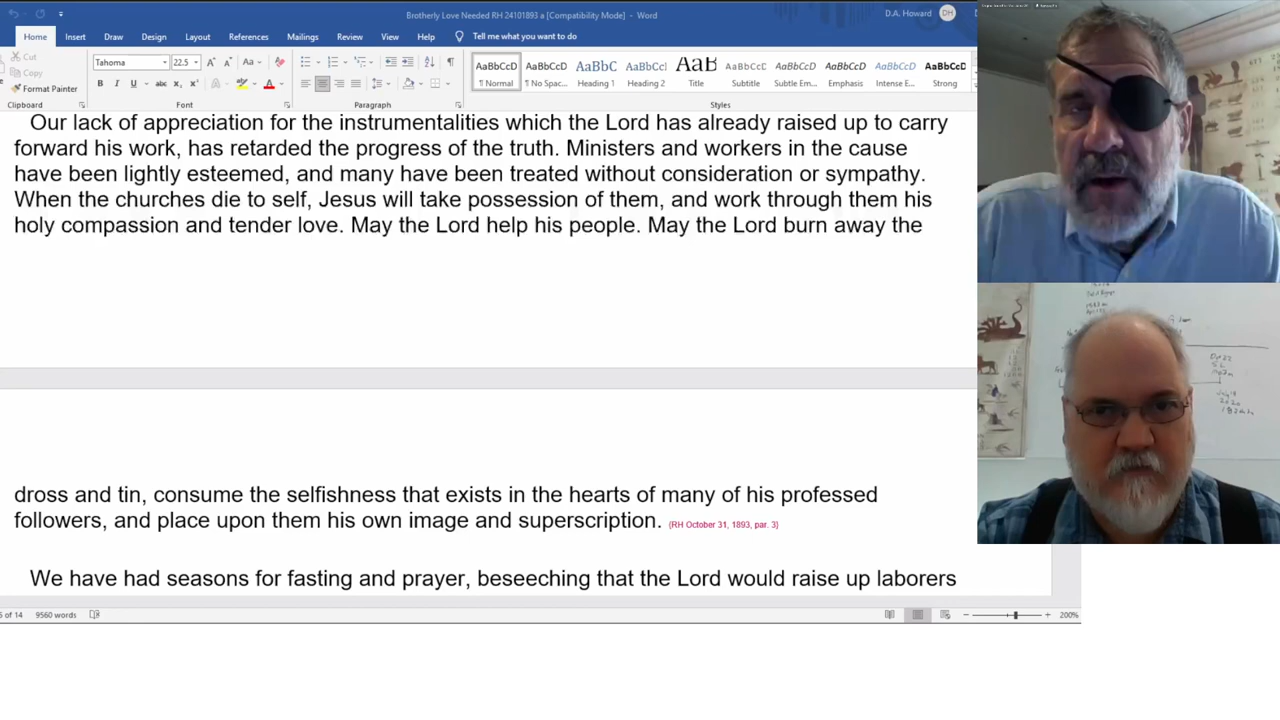 Brotherly Love Needed RH 24101893 a [Compatibility Mode] - Word
D.A. Howard
DH
Home Insert Draw Design Layout References Mailings Review View Help Tell me what you want to do
Cut
Copy
Format Painter
Clipboard
Tahoma 22.5
Font
Paragraph
AaBbCcD AaBbCcD AaBbC AaBbCcI AaB AaBbCcD AaBbCcD AaBbCcD AaBbCcD AaBbCcD
¶ Normal ¶ No Spac... Heading 1 Heading 2 Title Subtitle Subtle Em... Emphasis Intense E... Strong
Styles
Our lack of appreciation for the instrumentalities which the Lord has already raised up to carry
forward his work, has retarded the progress of the truth. Ministers and workers in the cause
have been lightly esteemed, and many have been treated without consideration or sympathy.
When the churches die to self, Jesus will take possession of them, and work through them his
holy compassion and tender love. May the Lord help his people. May the Lord burn away the
dross and tin, consume the selfishness that exists in the hearts of many of his professed
followers, and place upon them his own image and superscription. {RH October 31, 1893, par. 3}
We have had seasons for fasting and prayer, beseeching that the Lord would raise up laborers
of 14 9560 words
200%